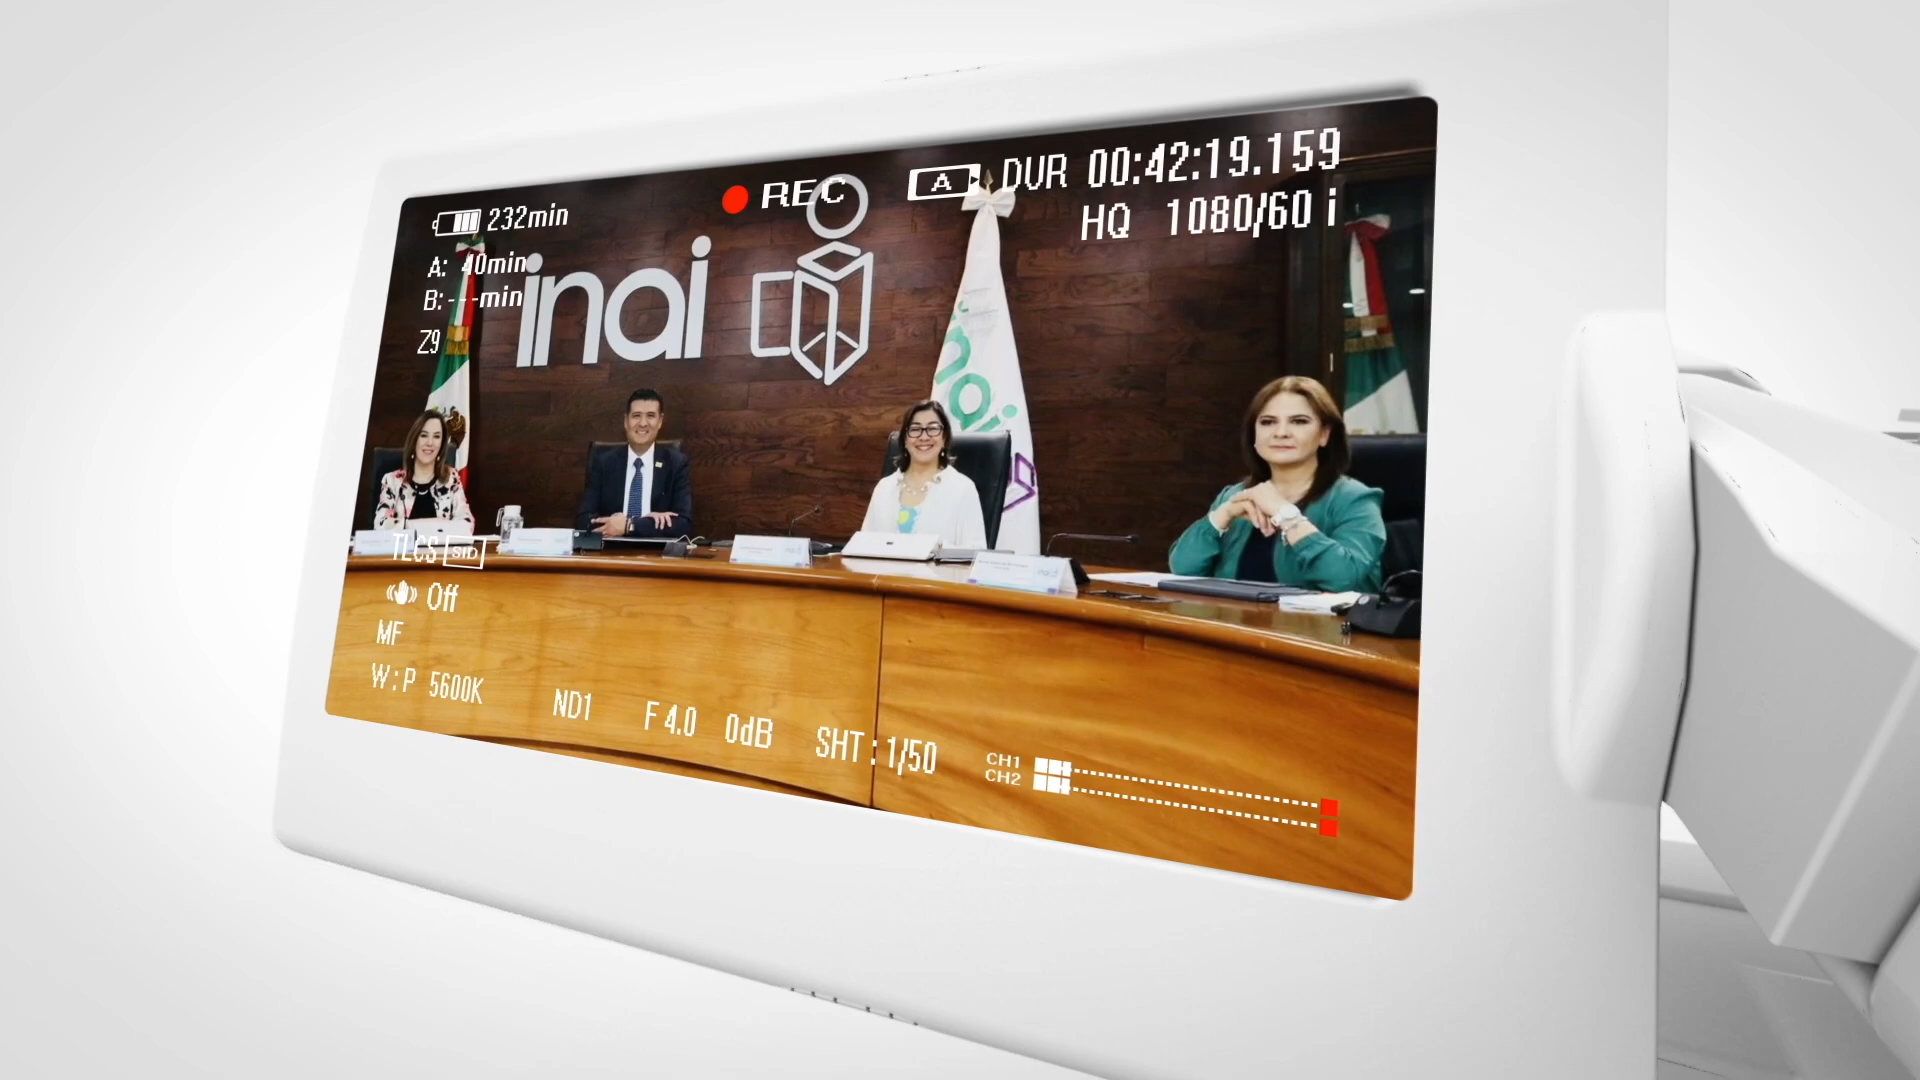 232min
REC
A DVR 00:42:19.159
HQ 1080/60 i
A: 40min
B:---min
Z9
inai
inai
TLCS STD
Off
MF
W:P 5600K
ND1
F 4.0
0dB
SHT : 1/50
CH1
CH2